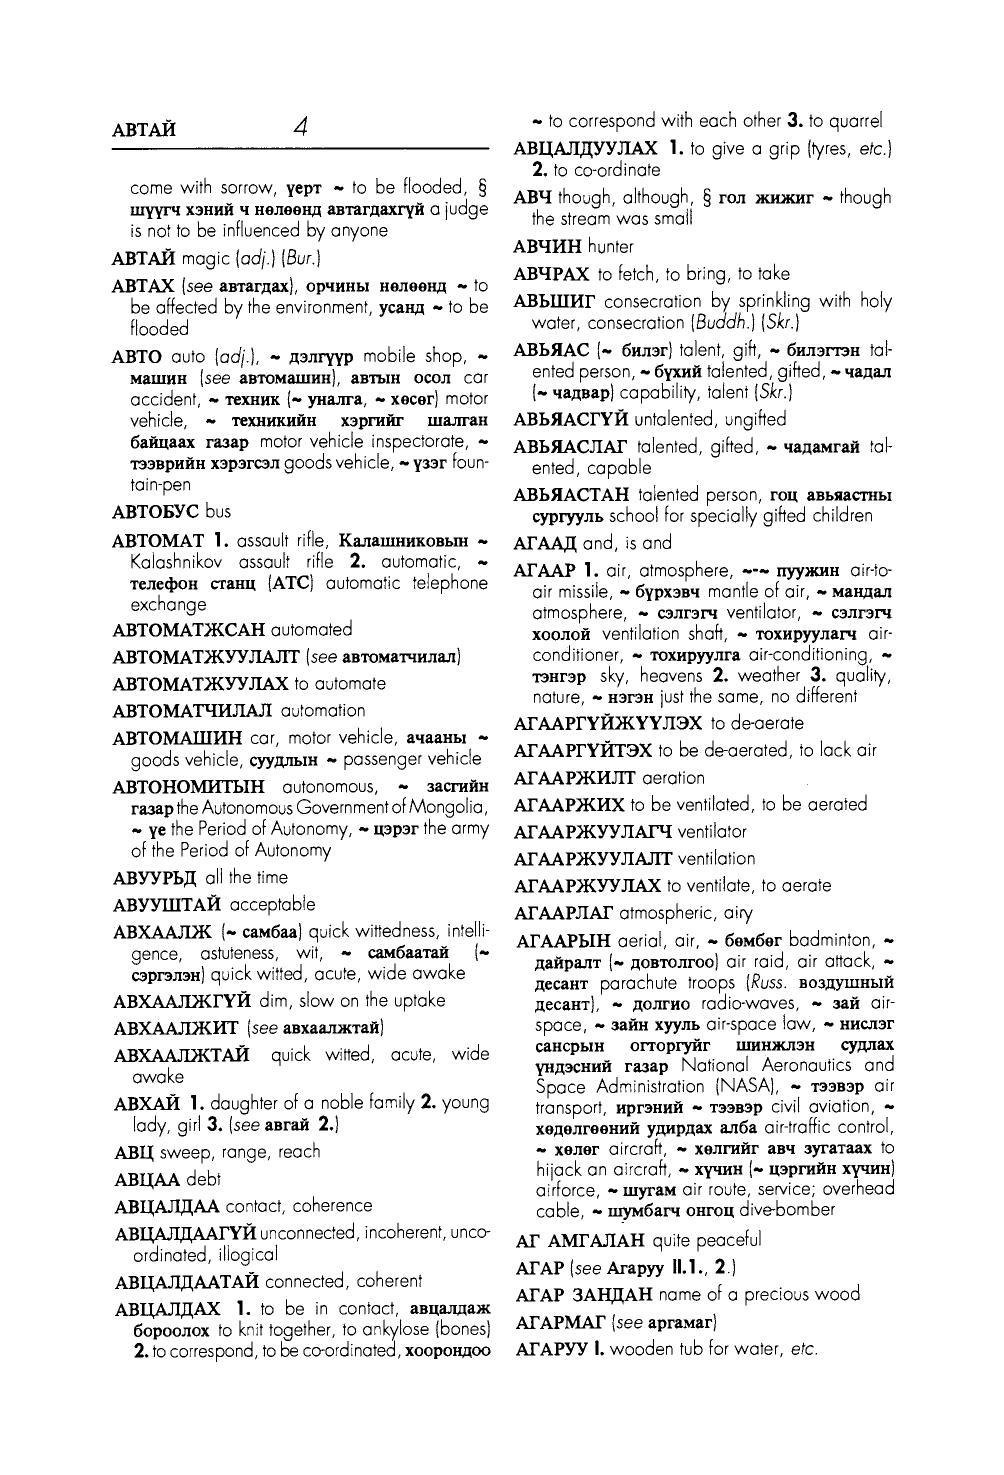 АВТАЙ 4
come with sorrow, үерт ~ to be flooded, §
шүүгч хэний ч нөлөөнд автагдахгүй a judge
is not to be influenced by anyone
АВТАЙ magic (adj.) (Bur.)
АВТАХ (see автагдах), орчины нөлөөнд ~ to
be affected by the environment, усанд ~ to be
flooded
АВТО auto (adj.), ~ дэлгүүр mobile shop, ~
машин (see автомашин), автын осол car
accident, ~ техник (~ уналга, ~ хөсөг) motor
vehicle, ~ техникийн хэргийг шалган
байцаах газар motor vehicle inspectorate, ~
тээврийн хэрэгсэл goods vehicle, ~ үзэг foun-
tain-pen
АВТОБУС bus
АВТОМАТ 1. assault rifle, Калашниковын ~
Kalashnikov assault rifle 2. automatic, ~
телефон станц (АТС) automatic telephone
exchange
АВТОМАТЖСАН automated
АВТОМАТЖУУЛАЛТ (see автоматчилал)
АВТОМАТЖУУЛАХ to automate
АВТОМАТЧИЛАЛ automation
АВТОМАШИН car, motor vehicle, ачааны ~
goods vehicle, суудлын ~ passenger vehicle
АВТОНОМИТЫН autonomous, ~ засгийн
газар the Autonomous Government of Mongolia,
~ үе the Period of Autonomy, ~ цэрэг the army
of the Period of Autonomy
АВУУРЬД all the time
АВУУШТАЙ acceptable
АВХААЛЖ (~ самбаа) quick wittedness, intelli-
gence, astuteness, wit, ~ самбаатай (~
сэргэлэн) quick witted, acute, wide awake
АВХААЛЖГҮЙ dim, slow on the uptake
АВХААЛЖИТ (see авхаалжтай)
АВХААЛЖТАЙ quick witted, acute, wide
awake
АВХАЙ 1. daughter of a noble family 2. young
lady, girl 3. (see авгай 2.)
АВЦ sweep, range, reach
АВЦАА debt
АВЦАЛДАА contact, coherence
АВЦАЛДААГҮЙ unconnected, incoherent, unco-
ordinated, illogical
АВЦАЛДААТАЙ connected, coherent
АВЦАЛДАХ 1. to be in contact, авцалдаж
бороолох to knit together, to ankylose (bones)
2. to correspond, to be co-ordinated, хоорондоо
~ to correspond with each other 3. to quarrel
АВЦАЛДУУЛАХ 1. to give a grip (tyres, etc.)
2. to co-ordinate
АВЧ though, although, § гол жижиг ~ though
the stream was small
АВЧИН hunter
АВЧРАХ to fetch, to bring, to take
АВЬШИГ consecration by sprinkling with holy
water, consecration (Buddh.) (Skr.)
АВЬЯАС (~ билэг) talent, gift, ~ билэгтэн tal-
ented person, ~ бүхий talented, gifted, ~ чадал
(~ чадвар) capability, talent (Skr.)
АВЬЯАСГҮЙ untalented, ungifted
АВЬЯАСЛАГ talented, gifted, ~ чадамгай tal-
ented, capable
АВЬЯАСТАН talented person, гоц авьяастны
сургууль school for specially gifted children
АГААД and, is and
АГААР 1. air, atmosphere, ~-~ пуужин air-to-
air missile, ~ бүрхэвч mantle of air, ~ мандал
atmosphere, ~ сэлгэгч ventilator, ~ сэлгэгч
хоолой ventilation shaft, ~ тохируулагч air-
conditioner, ~ тохируулга air-conditioning, ~
тэнгэр sky, heavens 2. weather 3. quality,
nature, ~ нэгэн just the same, no different
АГААРГҮЙЖҮҮЛЭХ to de-aerate
АГААРГҮЙТЭХ to be de-aerated, to lack air
АГААРЖИЛТ aeration
АГААРЖИХ to be ventilated, to be aerated
АГААРЖУУЛАГЧ ventilator
АГААРЖУУЛАЛТ ventilation
АГААРЖУУЛАХ to ventilate, to aerate
АГААРЛАГ atmospheric, airy
АГААРЫН aerial, air, ~ бөмбөг badminton, ~
дайралт (~ довтолгоо) air raid, air attack, ~
десант parachute troops (Russ. воздушный
десант), ~ долгио radio-waves, ~ зай air-
space, ~ зайн хууль air-space law, ~ нислэг
сансрын огторгуйг шинжлэн судлах
үндэсний газар National Aeronautics and
Space Administration (NASA), ~ тээвэр air
transport, иргэний ~ тээвэр civil aviation, ~
хөдөлгөөний удирдах алба air-traffic control,
~ хөлөг aircraft, ~ хөлгийг авч зугатаах to
hijack an aircraft, ~ хүчин (~ цэргийн хүчин)
airforce, ~ шугам air route, service; overhead
cable, ~ шумбагч онгоц dive-bomber
АГ АМГАЛАН quite peaceful
АГАР (see Агаруу II.1., 2.)
АГАР ЗАНДАН name of a precious wood
АГАРМАГ (see аргамаг)
АГАРУУ I. wooden tub for water, etc.